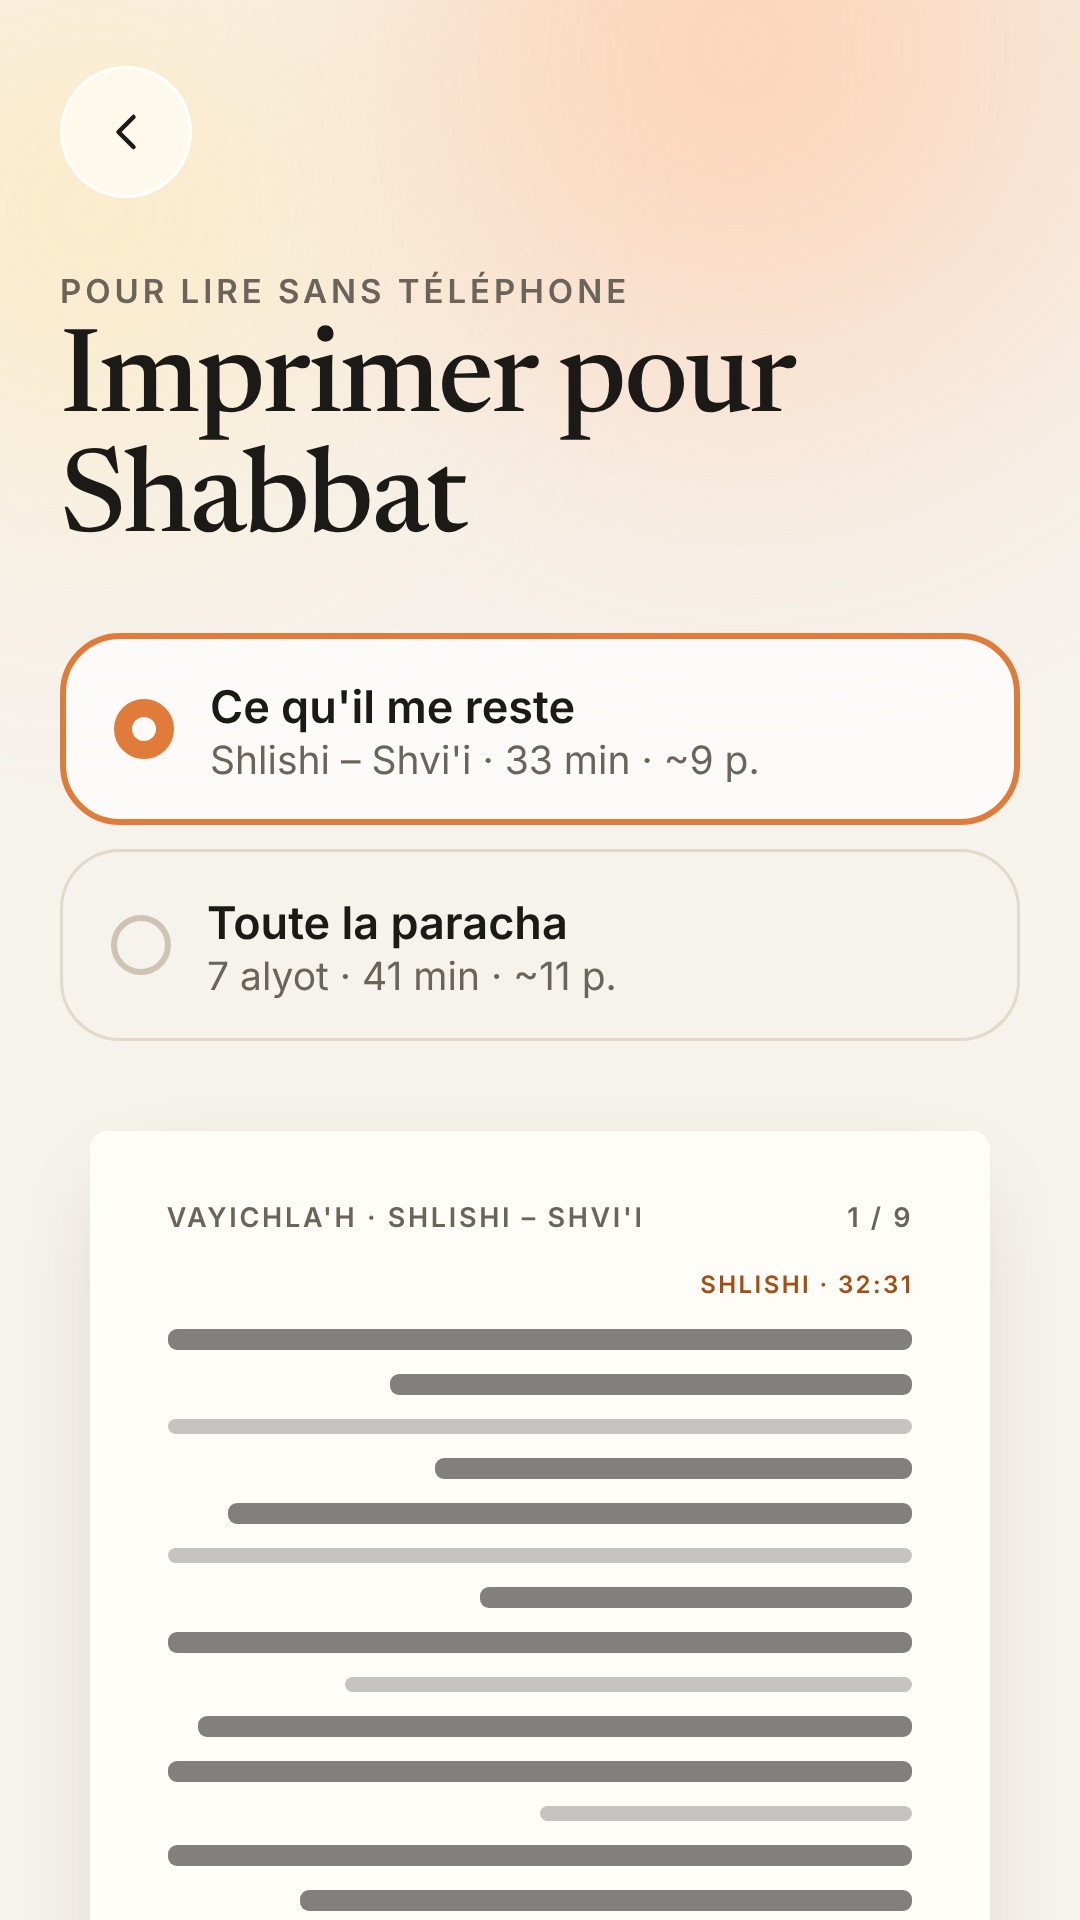 POUR LIRE SANS TÉLÉPHONE
Imprimer pour
Shabbat
Ce qu'il me reste
Shlishi – Shvi'i · 33 min · ~9 p.
Toute la paracha
7 alyot · 41 min · ~11 p.
VAYICHLA'H · SHLISHI – SHVI'I 1 / 9
SHLISHI · 32:31